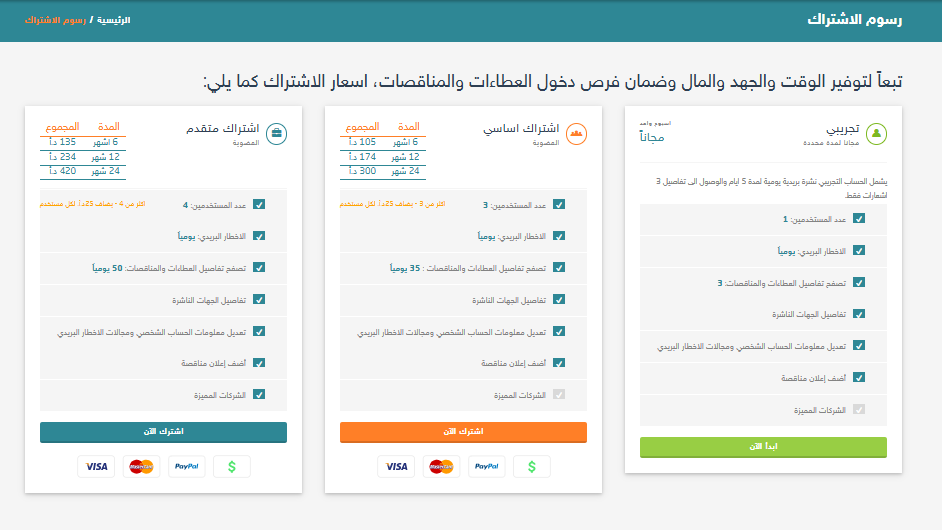 رسوم الاشتراك
الرئيسية / رسوم الاشتراك
تبعاً لتوفير الوقت والجهد والمال وضمان فرص دخول العطاءات والمناقصات، اسعار الاشتراك كما يلي:
تجريبي
مجانا لمدة محددة
اسبوع واحد
مجاناً
يشمل الحساب التجريبي نشرة بريدية يومية لمدة 5 ايام والوصول الى تفاصيل 3
اشعارات فقط.
عدد المستخدمين: 1
الاخطار البريدي: يومياً
تصفح تفاصيل العطاءات والمناقصات: 3
تفاصيل الجهات الناشرة
تعديل معلومات الحساب الشخصي ومجالات الاخطار البريدي.
أضف إعلان مناقصة
الشركات المميزة
ابدأ الآن
اشتراك اساسي
العضوية
المدة المجموع
6 اشهر 105 د.أ
12 شهر 174 د.أ
24 شهر 300 د.أ
عدد المستخدمين: 3 اكثر من 3 - يضاف 25د.أ. لكل مستخدم
الاخطار البريدي: يومياً
تصفح تفاصيل العطاءات والمناقصات : 35 يومياً
تفاصيل الجهات الناشرة
تعديل معلومات الحساب الشخصي ومجالات الاخطار البريدي.
أضف إعلان مناقصة
الشركات المميزة
اشترك الآن
VISA MasterCard PayPal $
اشتراك متقدم
العضوية
المدة المجموع
6 اشهر 135 د.أ
12 شهر 234 د.أ
24 شهر 420 د.أ
عدد المستخدمين: 4 اكثر من 4 - يضاف 25د.أ. لكل مستخدم
الاخطار البريدي: يومياً
تصفح تفاصيل العطاءات والمناقصات: 50 يومياً
تفاصيل الجهات الناشرة
تعديل معلومات الحساب الشخصي ومجالات الاخطار البريدي.
أضف إعلان مناقصة
الشركات المميزة
اشترك الآن
VISA MasterCard PayPal $